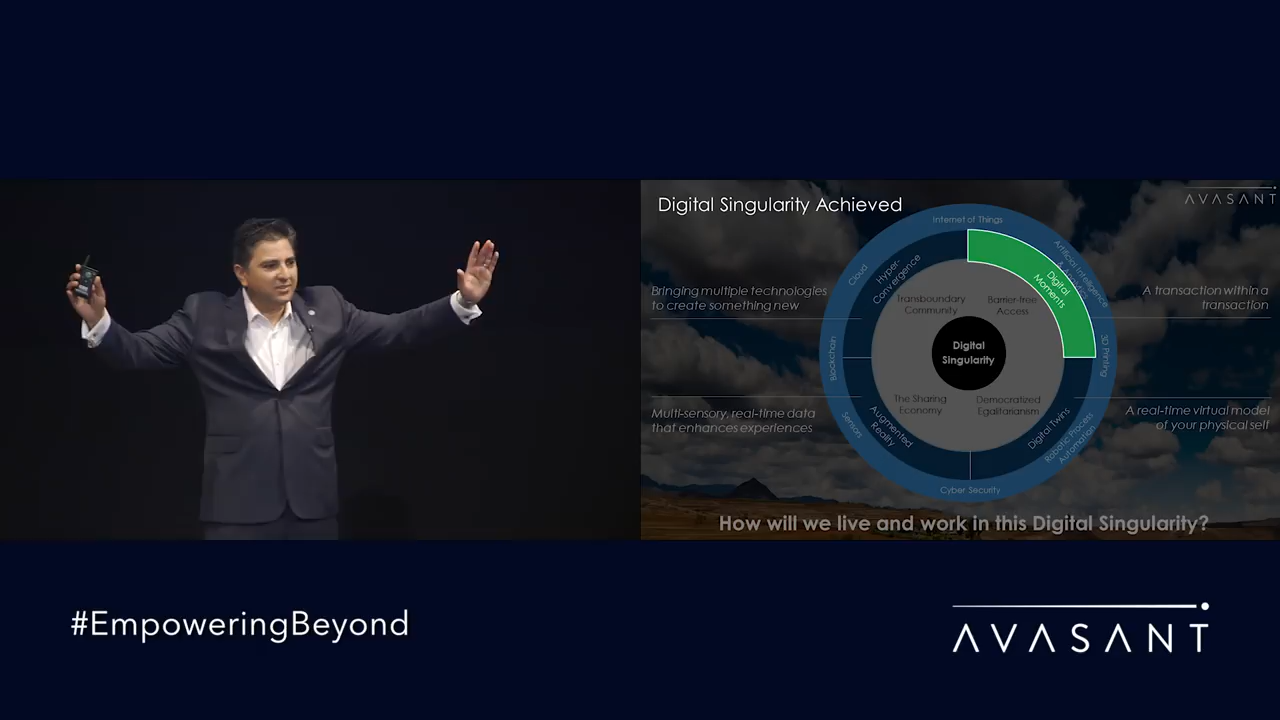 Digital Singularity Achieved
AVASANT
Internet of Things
Artificial Intelligence
Cloud
Hyper-
Convergence
Digital
Moments
Bringing multiple technologies
to create something new
Transboundary
Community
Barrier-free
Access
A transaction within a
transaction
Blockchain
Digital
Singularity
3D Printing
Multi-sensory, real-time data
that enhances experiences
Sensors
Augmented
Reality
The Sharing
Economy
Democratized
Egalitarianism
Digital Twins
Robotic Process
Automation
A real-time virtual model
of your physical self
Cyber Security
How will we live and work in this Digital Singularity?
#EmpoweringBeyond
AVASANT